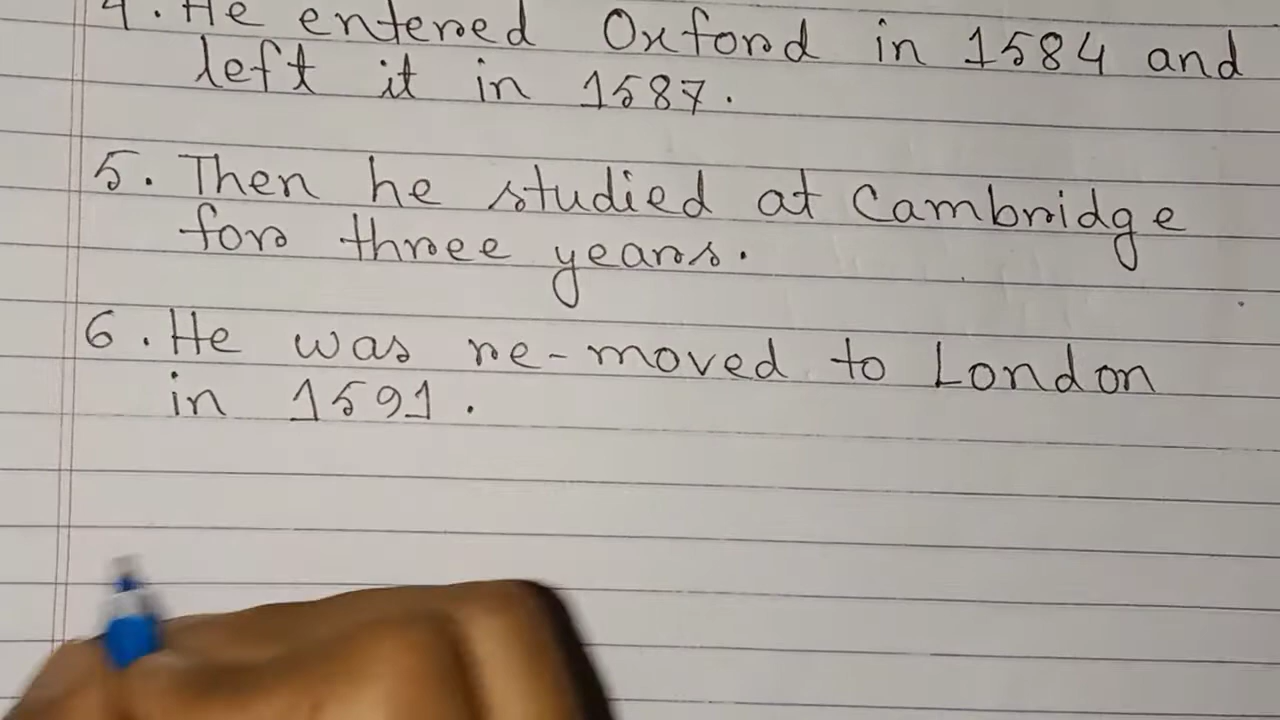 4. He entered Oxford in 1584 and
left it in 1587.
5. Then he studied at Cambridge
for three years.
6. He was re-moved to London
in 1591.